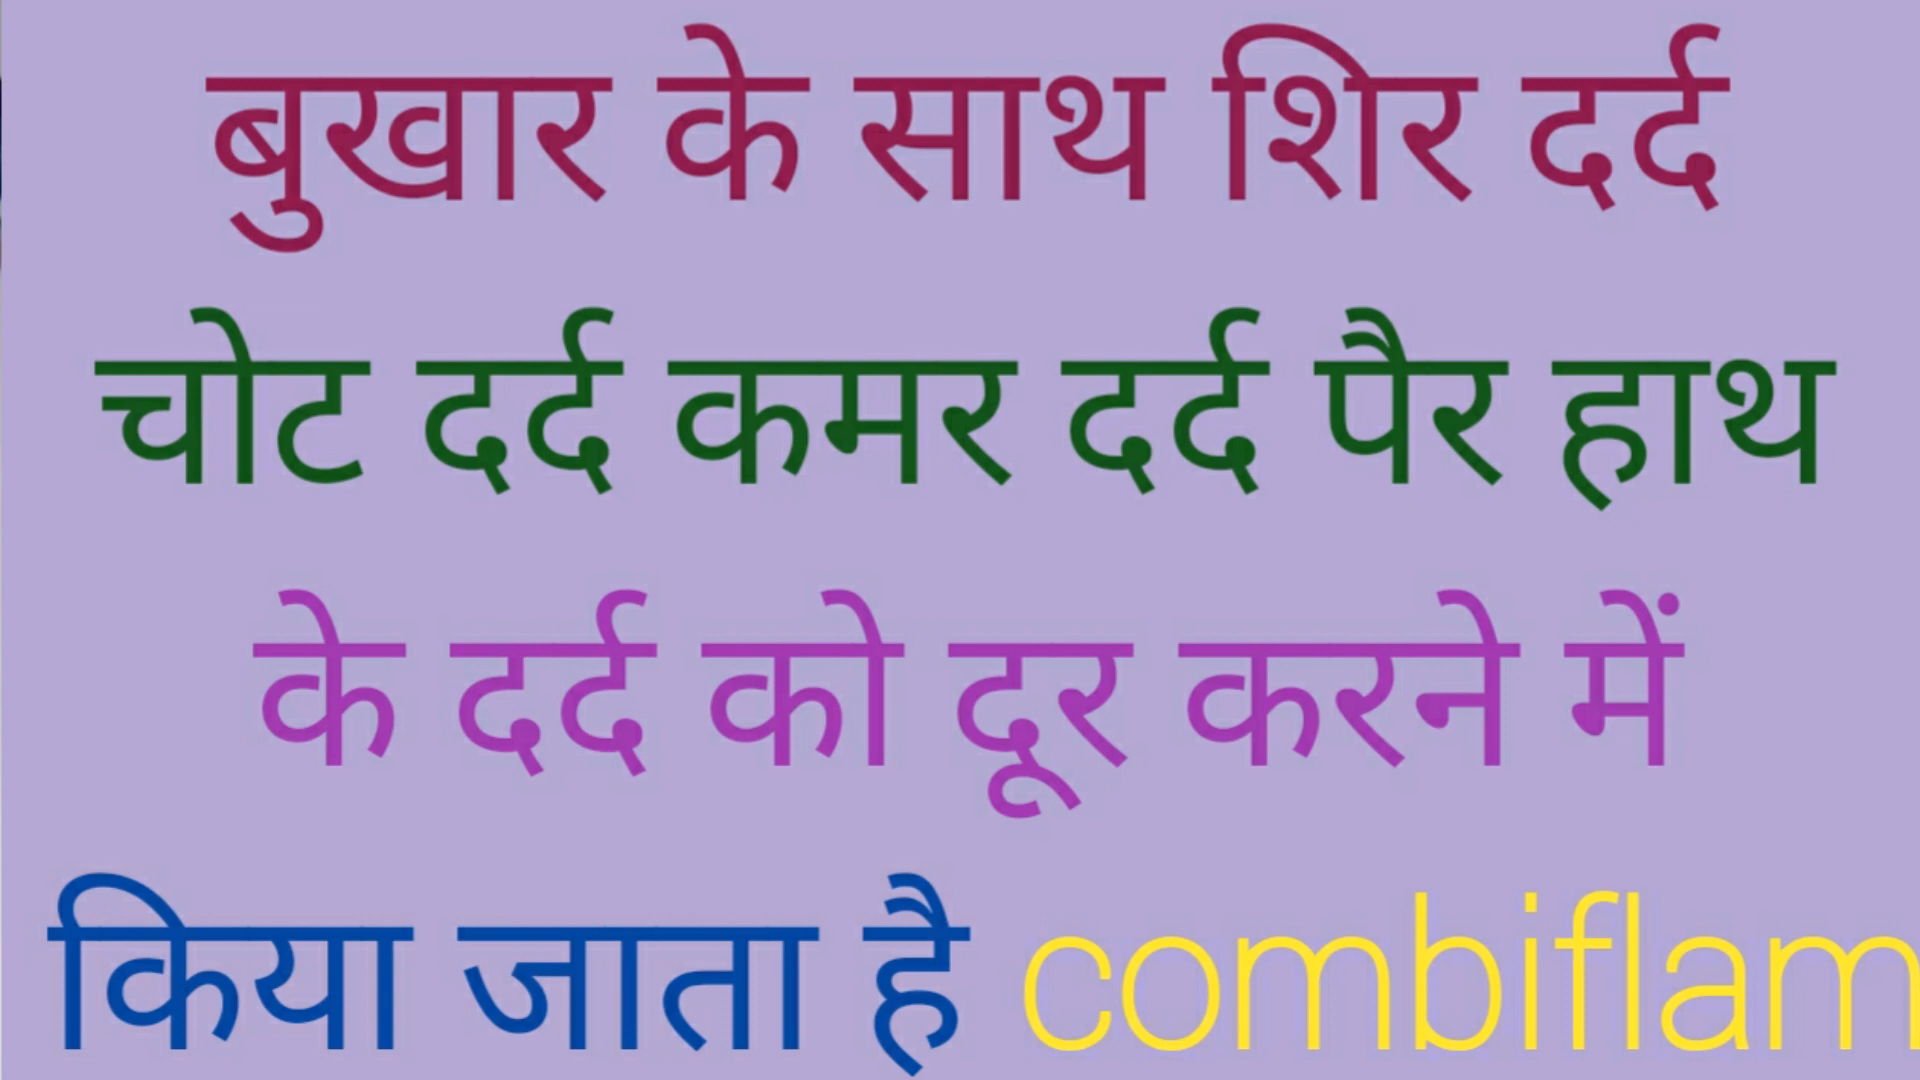 बुखार के साथ शिर दर्द
चोट दर्द कमर दर्द पैर हाथ
के दर्द को दूर करने में
किया जाता है combiflam